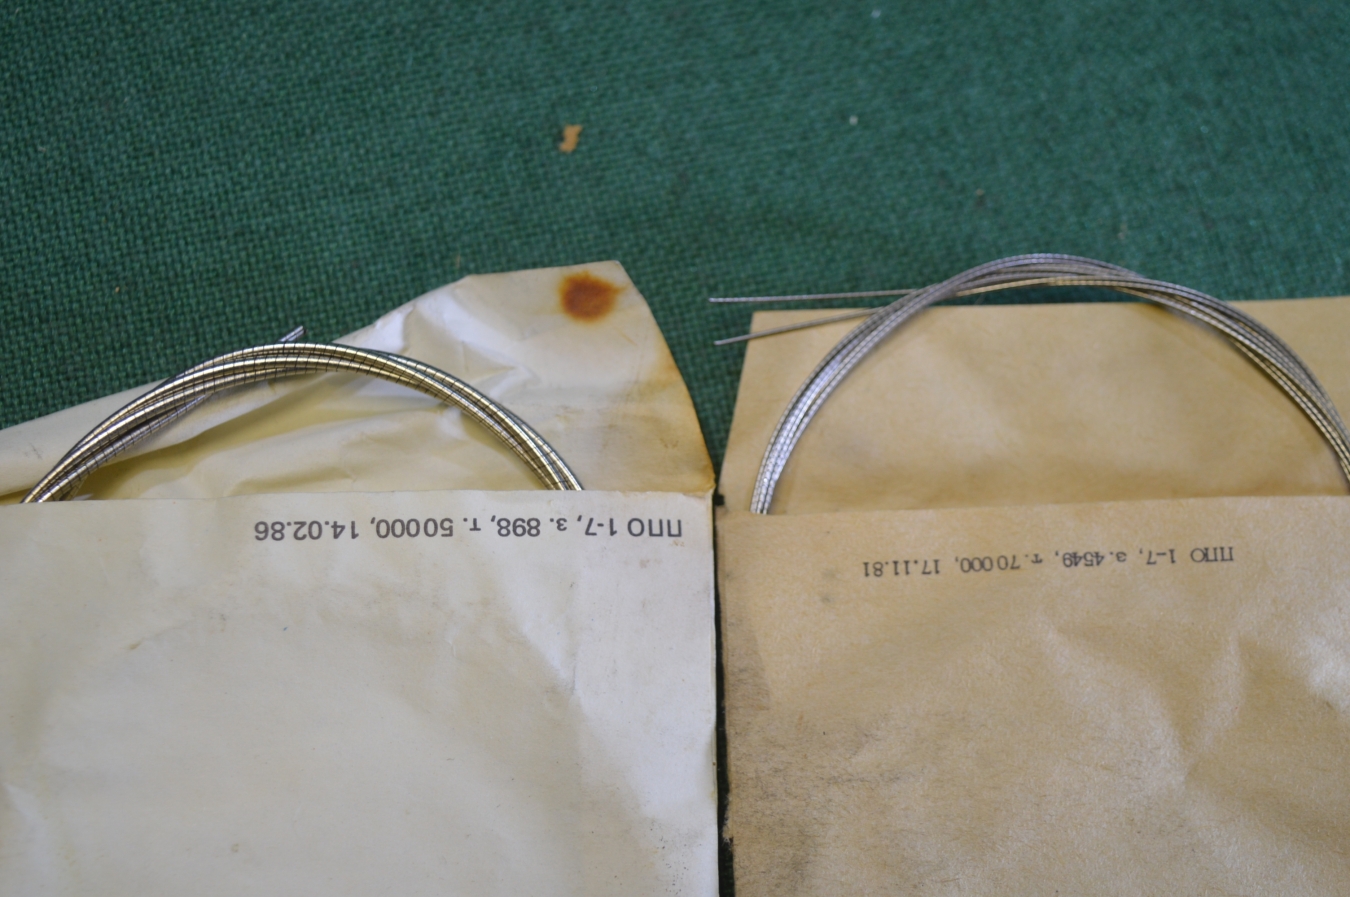 ППО 1-7, з. 898, т. 50000, 14.02.86
ППО 1-7, з. 4549, т. 70000, 17.11.81